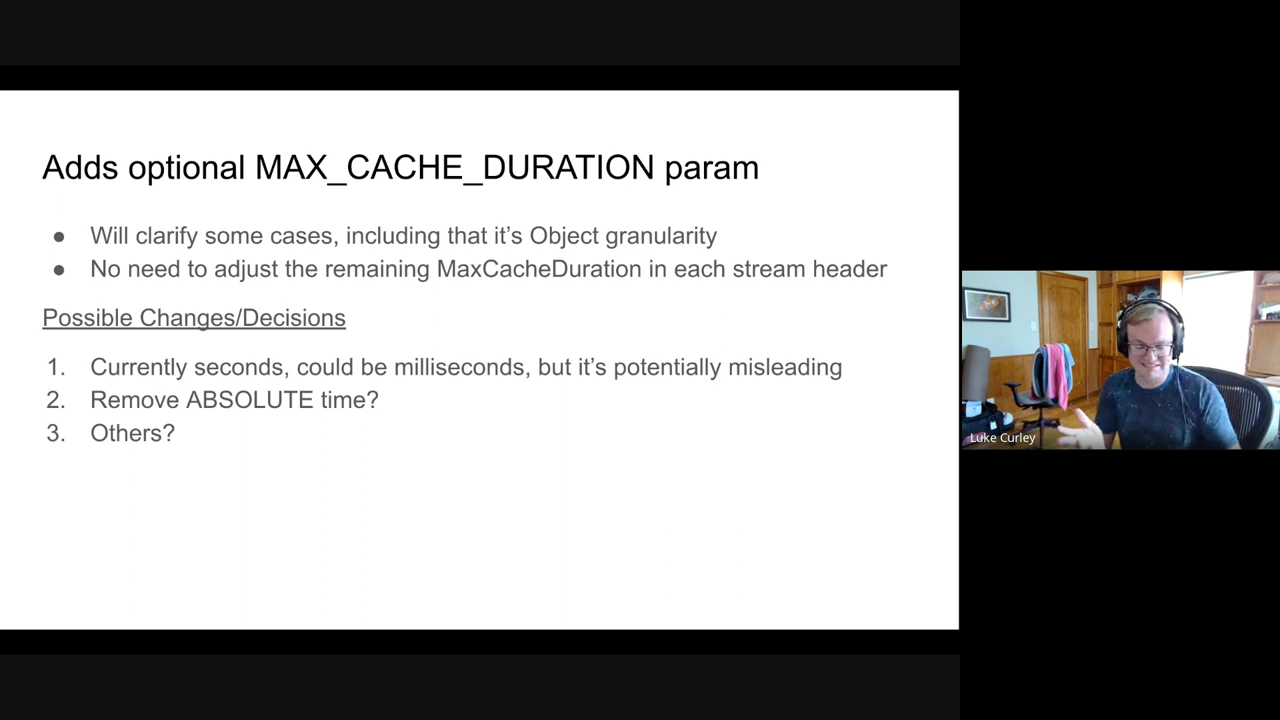 Adds optional MAX_CACHE_DURATION param
● Will clarify some cases, including that it's Object granularity
● No need to adjust the remaining MaxCacheDuration in each stream header
Possible Changes/Decisions
1. Currently seconds, could be milliseconds, but it's potentially misleading
2. Remove ABSOLUTE time?
3. Others?
Luke Curley